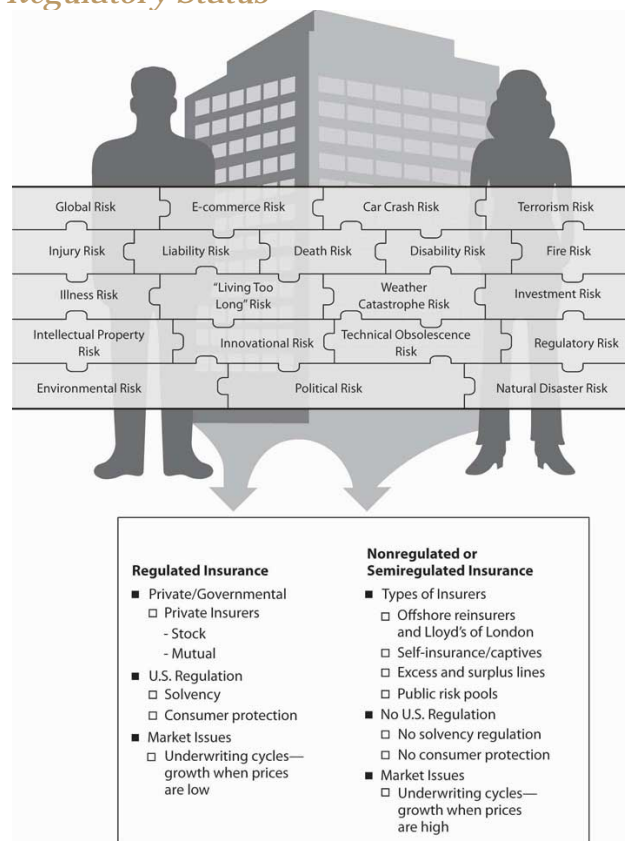 Regulatory Status
Global Risk
E-commerce Risk
Car Crash Risk
Terrorism Risk
Injury Risk
Liability Risk
Death Risk
Disability Risk
Fire Risk
Illness Risk
“Living Too
Long” Risk
Weather
Catastrophe Risk
Investment Risk
Intellectual Property
Risk
Innovational Risk
Technical Obsolescence
Risk
Regulatory Risk
Environmental Risk
Political Risk
Natural Disaster Risk
Regulated Insurance
■ Private/Governmental
□ Private Insurers
- Stock
- Mutual
■ U.S. Regulation
□ Solvency
□ Consumer protection
■ Market Issues
□ Underwriting cycles—
growth when prices
are low
Nonregulated or
Semiregulated Insurance
■ Types of Insurers
□ Offshore reinsurers
and Lloyd’s of London
□ Self-insurance/captives
□ Excess and surplus lines
□ Public risk pools
■ No U.S. Regulation
□ No solvency regulation
□ No consumer protection
■ Market Issues
□ Underwriting cycles—
growth when prices
are high